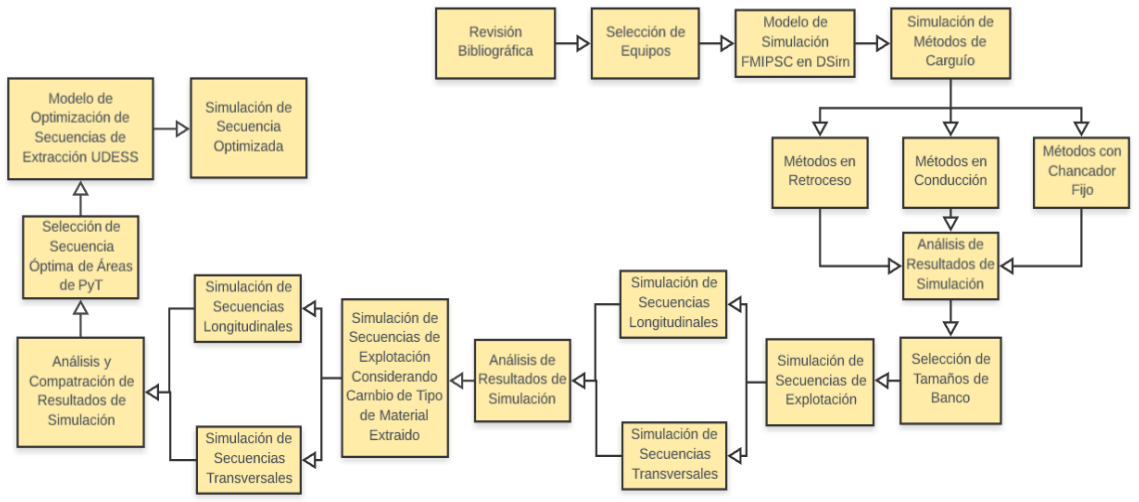 Revisión
Bibliográfica
Selección de
Equipos
Modelo de
Simulación
FMIPSC en DSirn
Simulación de
Métodos de
Carguío
Métodos en
Retroceso
Métodos en
Conducción
Métodos con
Chancador
Fijo
Análisis de
Resultados de
Simulación
Selección de
Tamaños de
Banco
Simulación de
Secuencias de
Explotación
Simulación de
Secuencias
Longitudinales
Simulación de
Secuencias
Transversales
Análisis de
Resultados de
Simulación
Simulación de
Secuencias de
Explotación
Considerando
Cambio de Tipo
de Material
Extraido
Simulación de
Secuencias
Longitudinales
Simulación de
Secuencias
Transversales
Análisis y
Compatración de
Resultados de
Simulación
Selección de
Secuencia
Óptima de Áreas
de PyT
Modelo de
Optimización de
Secuencias de
Extracción UDESS
Simulación de
Secuencia
Optimizada